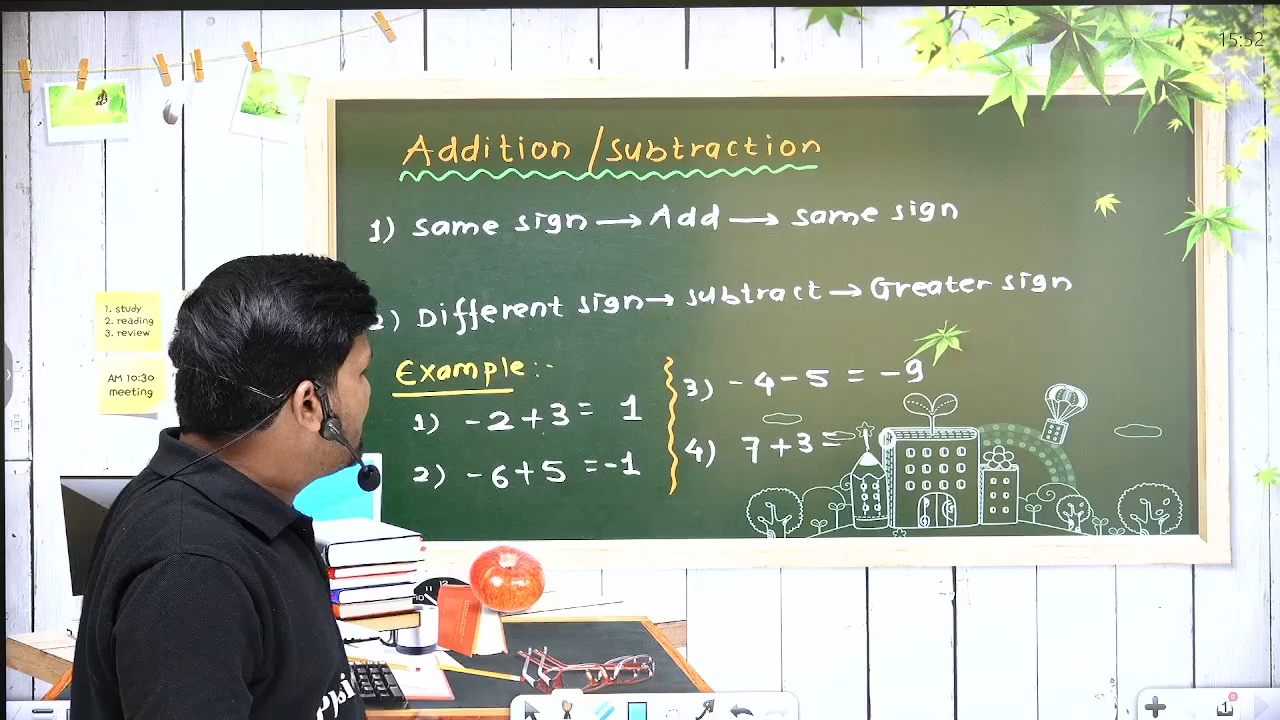 15:52
Addition /subtraction
1) same sign → Add → same sign
2) Different sign → subtract → Greater sign
1. study
2. reading
3. review
AM 10:30
meeting
Example:-
1) -2+3= 1
2) -6+5 =-1
3) -4-5 = -9
4) 7+3=